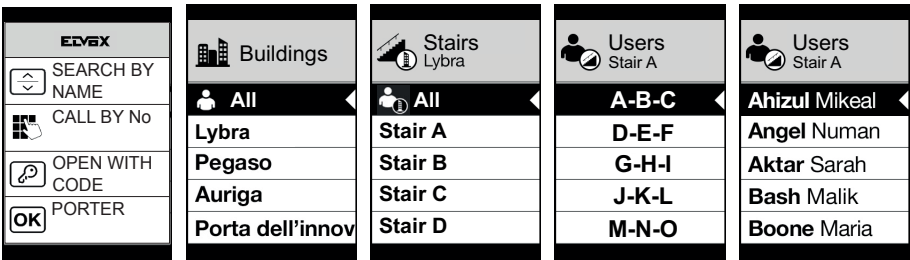 ELVOX
SEARCH BY
NAME
CALL BY No
OPEN WITH
CODE
OK
PORTER
Buildings
All
Lybra
Pegaso
Auriga
Porta dell'innov
Stairs
Lybra
All
Stair A
Stair B
Stair C
Stair D
Users
Stair A
A-B-C
D-E-F
G-H-I
J-K-L
M-N-O
Users
Stair A
Ahizul Mikeal
Angel Numan
Aktar Sarah
Bash Malik
Boone Maria